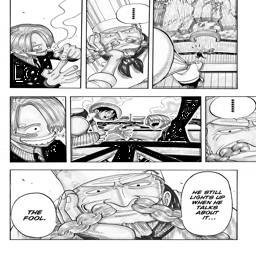 ......
......
HE STILL
LIGHTS UP
WHEN HE
TALKS
ABOUT
IT...
THE
FOOL.